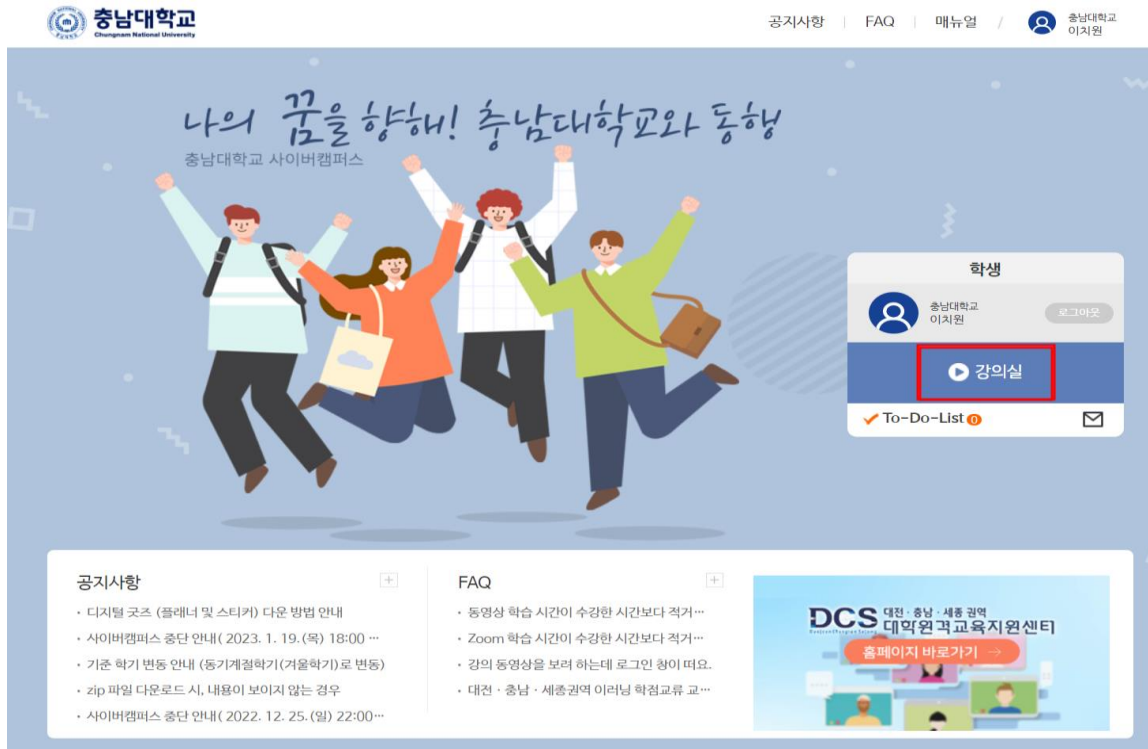 충남대학교
Chungnam National University
공지사항
FAQ
매뉴얼
/
충남대학교
이치원
나의 꿈을 향해! 충남대학교와 동행
충남대학교 사이버캠퍼스
학생
충남대학교
이치원
로그아웃
강의실
To-Do-List 0
공지사항
· 디지털 굿즈 (플래너 및 스티커) 다운 방법 안내
· 사이버캠퍼스 중단 안내( 2023. 1. 19.(목) 18:00 …
· 기준 학기 변동 안내 (동기계절학기(겨울학기)로 변동)
· zip 파일 다운로드 시, 내용이 보이지 않는 경우
· 사이버캠퍼스 중단 안내( 2022. 12. 25.(일) 22:00…
FAQ
· 동영상 학습 시간이 수강한 시간보다 적거…
· Zoom 학습 시간이 수강한 시간보다 적거…
· 강의 동영상을 보려 하는데 로그인 창이 떠요.
· 대전 · 충남 · 세종권역 이러닝 학점교류 교…
DCS 대전 · 충남 · 세종 권역
대학원격교육지원센터
홈페이지 바로가기 →